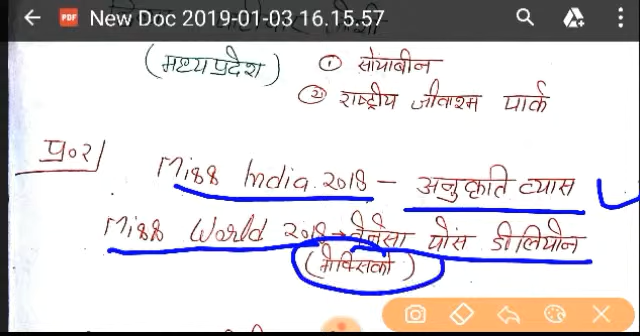 PDF New Doc 2019-01-03 16.15.57
(मध्यप्रदेश) ① सोयाबीन
② राष्ट्रीय जीवाश्म पार्क
प्र०२
Miss India 2018 - अनुकृति व्यास
Miss World 2018 → वेनेसा पोंस डीलियोन
(मैक्सिको)